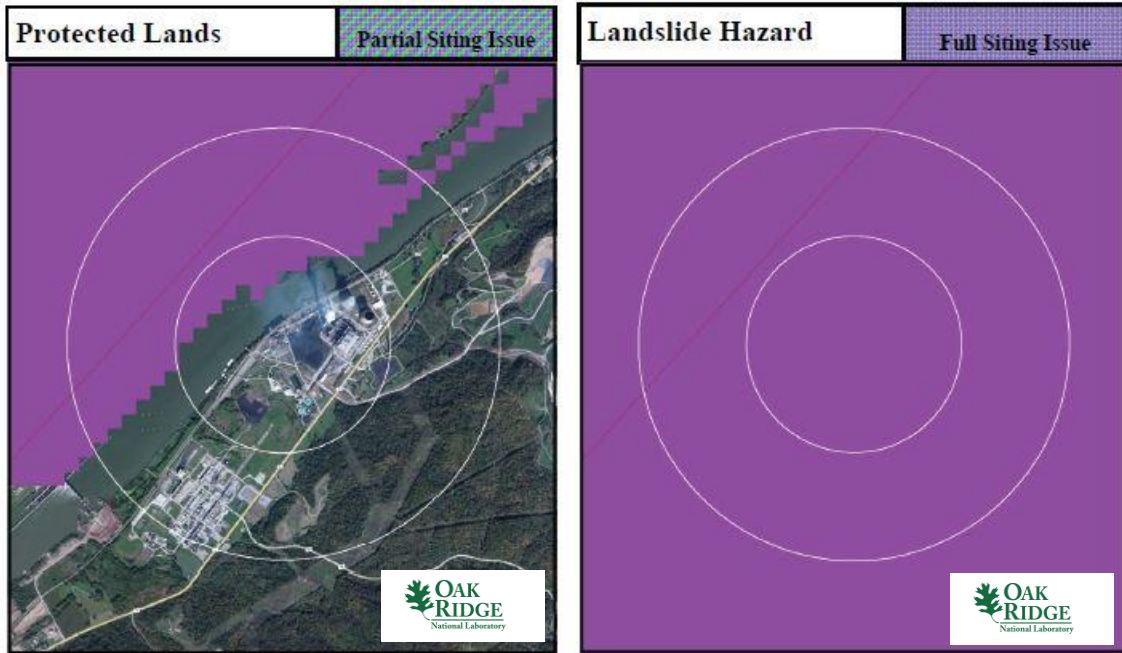 Protected Lands
Partial Siting Issue
Landslide Hazard
Full Siting Issue
OAK
RIDGE
National Laboratory
OAK
RIDGE
National Laboratory